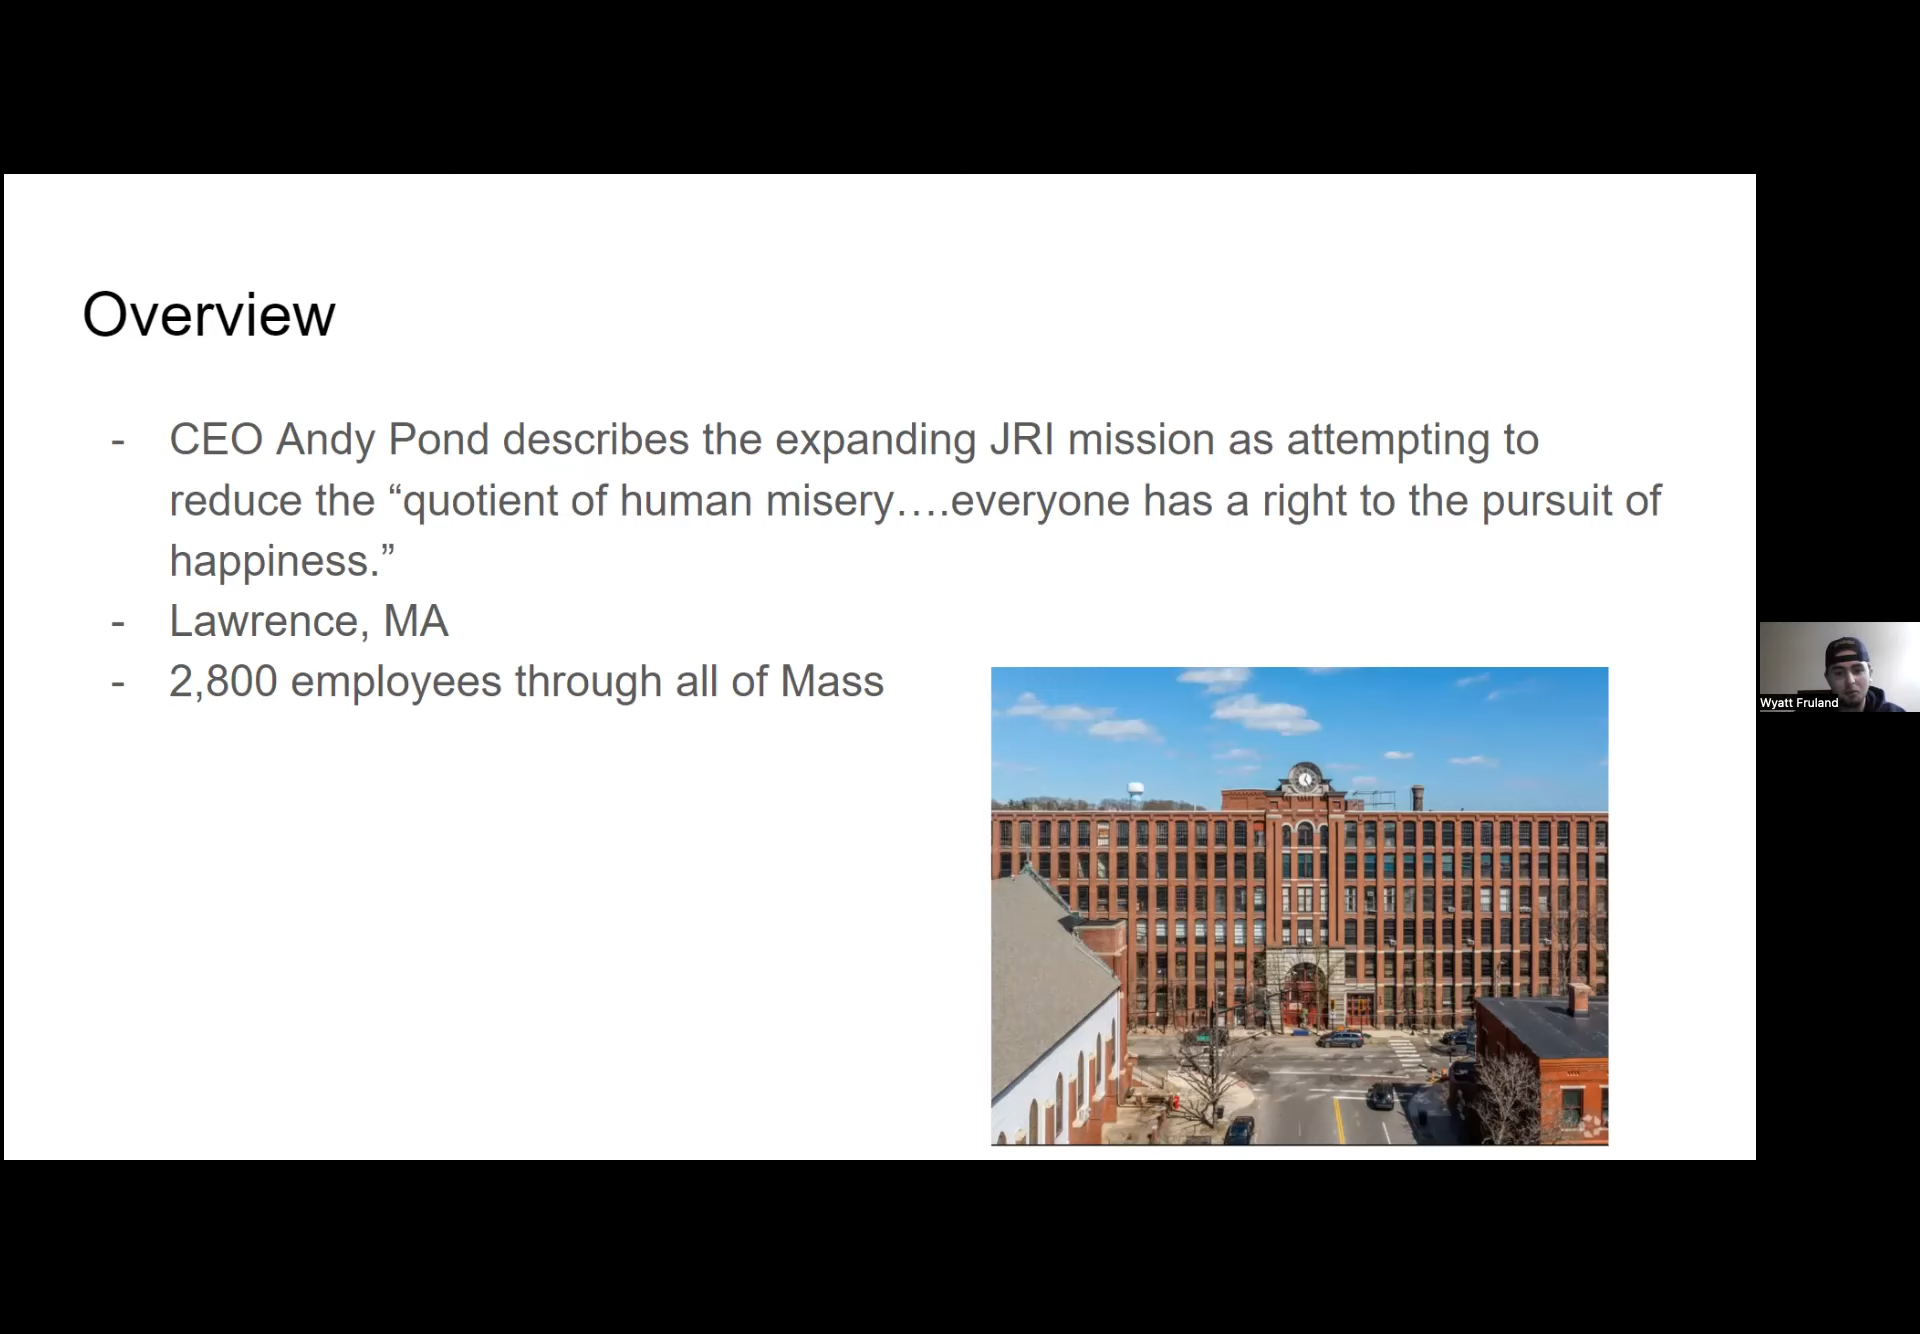 Overview
- CEO Andy Pond describes the expanding JRI mission as attempting to
reduce the “quotient of human misery….everyone has a right to the pursuit of
happiness.”
- Lawrence, MA
- 2,800 employees through all of Mass
Wyatt Fruland